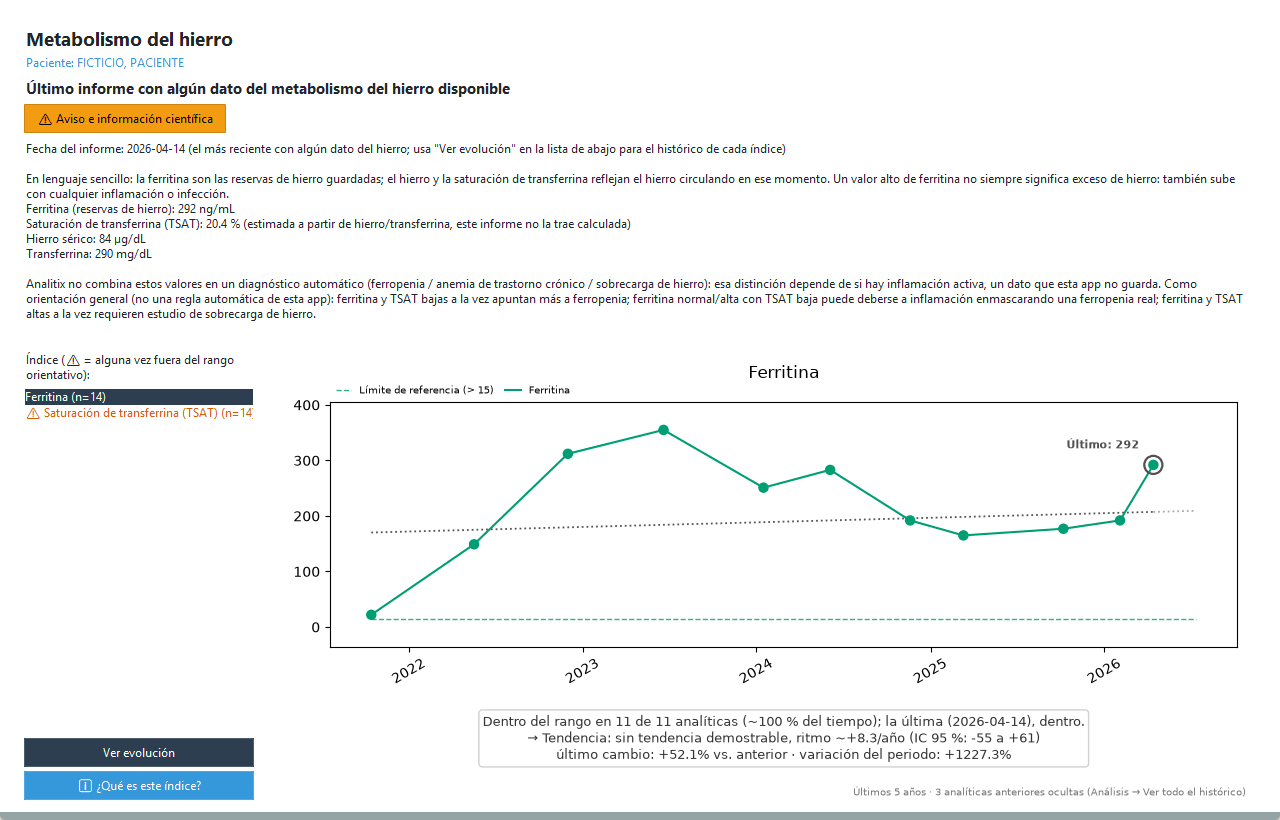 Metabolismo del hierro
Paciente: FICTICIO, PACIENTE
Último informe con algún dato del metabolismo del hierro disponible
⚠ Aviso e información científica
Fecha del informe: 2026-04-14 (el más reciente con algún dato del hierro; usa "Ver evolución" en la lista de abajo para el histórico de cada índice)
En lenguaje sencillo: la ferritina son las reservas de hierro guardadas; el hierro y la saturación de transferrina reflejan el hierro circulando en ese momento. Un valor alto de ferritina no siempre significa exceso de hierro: también sube
con cualquier inflamación o infección.
Ferritina (reservas de hierro): 292 ng/mL
Saturación de transferrina (TSAT): 20.4 % (estimada a partir de hierro/transferrina, este informe no la trae calculada)
Hierro sérico: 84 µg/dL
Transferrina: 290 mg/dL
Analitix no combina estos valores en un diagnóstico automático (ferropenia / anemia de trastorno crónico / sobrecarga de hierro): esa distinción depende de si hay inflamación activa, un dato que esta app no guarda. Como
orientación general (no una regla automática de esta app): ferritina y TSAT bajas a la vez apuntan más a ferropenia; ferritina normal/alta con TSAT baja puede deberse a inflamación enmascarando una ferropenia real; ferritina y TSAT
altas a la vez requieren estudio de sobrecarga de hierro.
Índice (⚠ = alguna vez fuera del rango
orientativo):
Ferritina (n=14)
⚠ Saturación de transferrina (TSAT) (n=14)
Ver evolución
ℹ ¿Qué es este índice?
Ferritina
Límite de referencia (> 15)
Ferritina
400
300
200
100
0
Último: 292
2022
2023
2024
2025
2026
Dentro del rango en 11 de 11 analíticas (~100 % del tiempo); la última (2026-04-14), dentro.
→ Tendencia: sin tendencia demostrable, ritmo ~+8.3/año (IC 95 %: -55 a +61)
último cambio: +52.1% vs. anterior · variación del periodo: +1227.3%
Últimos 5 años · 3 analíticas anteriores ocultas (Análisis → Ver todo el histórico)